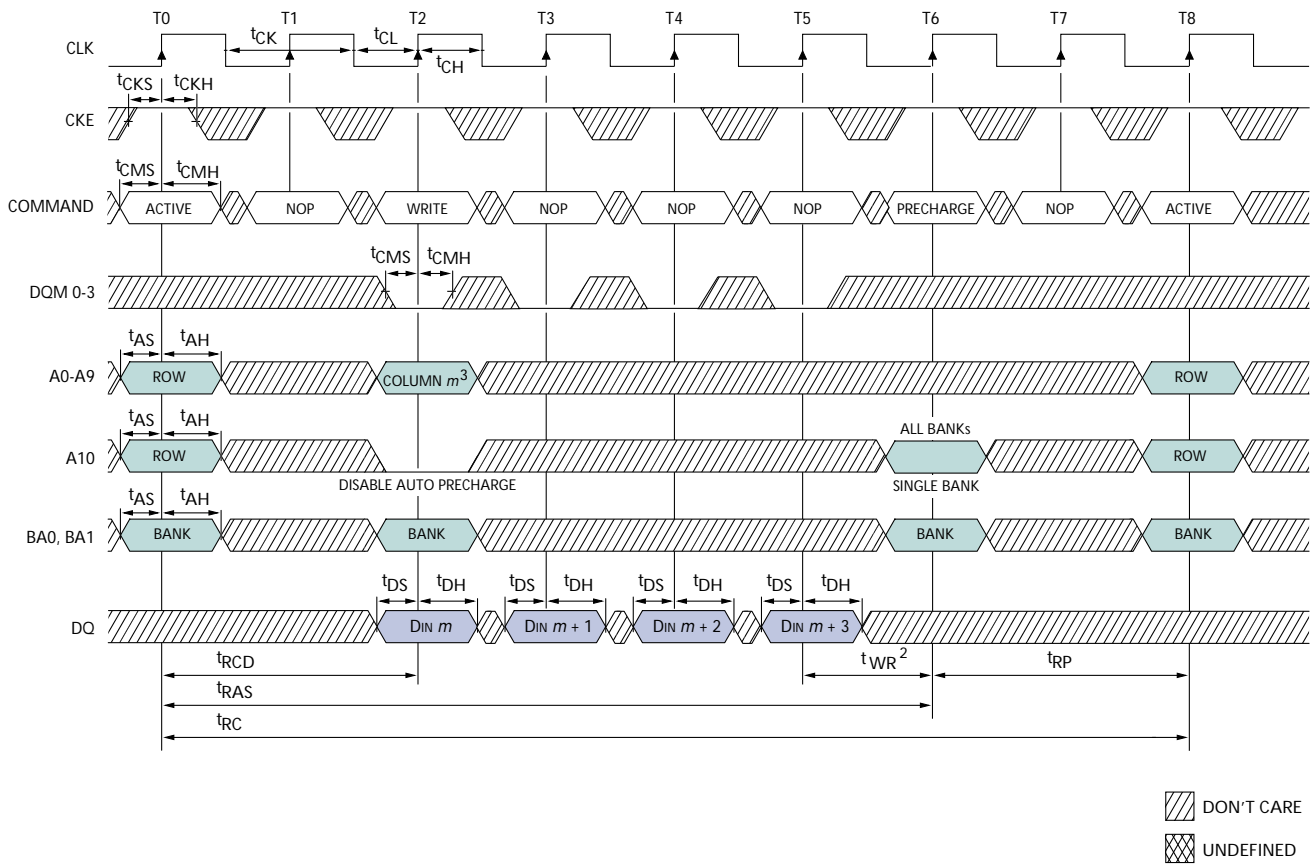 T0 T1 T2 T3 T4 T5 T6 T7 T8
CLK tCK tCL tCH
tCKS tCKH
CKE
tCMS tCMH
COMMAND ACTIVE NOP WRITE NOP NOP NOP PRECHARGE NOP ACTIVE
tCMS tCMH
DQM 0-3
tAS tAH
A0-A9 ROW COLUMN m³ ROW
tAS tAH ALL BANKs
A10 ROW ROW
DISABLE AUTO PRECHARGE SINGLE BANK
tAS tAH
BA0, BA1 BANK BANK BANK BANK
tDS tDH tDS tDH tDS tDH tDS tDH
DQ DIN m DIN m + 1 DIN m + 2 DIN m + 3
tRCD tWR² tRP
tRAS
tRC
DON'T CARE
UNDEFINED